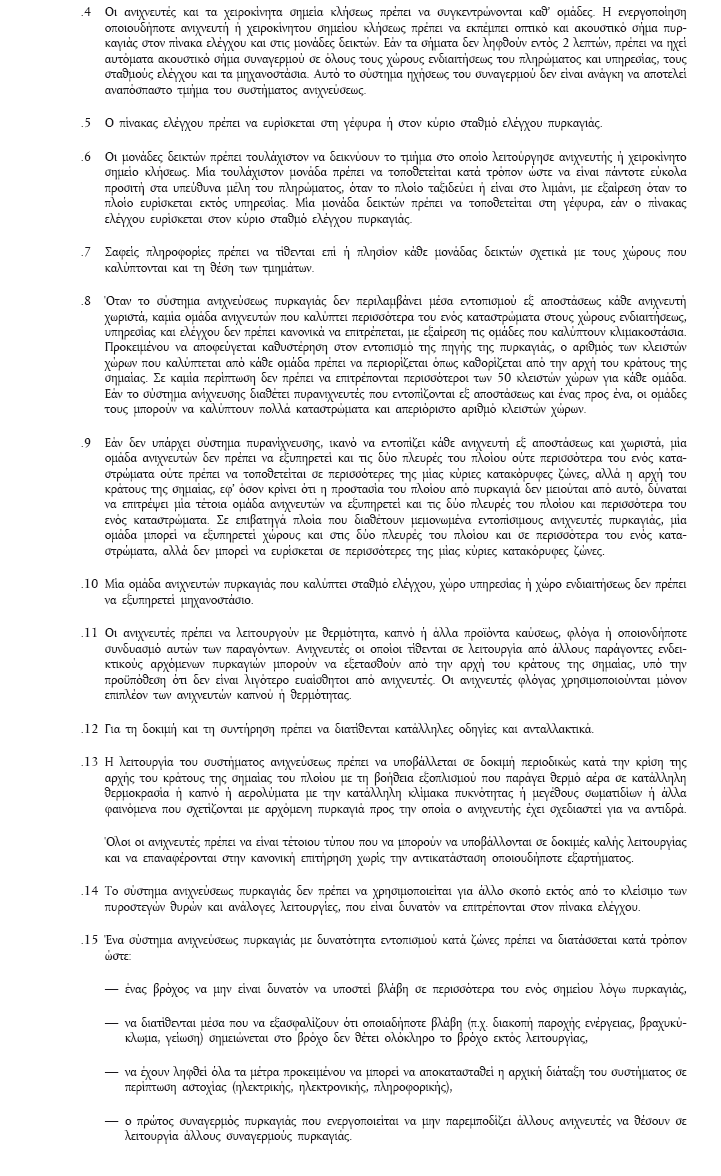 .4 Οι ανιχνευτές και τα χειροκίνητα σημεία κλήσεως πρέπει να συγκεντρώνονται καθ' ομάδες. Η ενεργοποίηση
οποιουδήποτε ανιχνευτή ή χειροκίνητου σημείου κλήσεως πρέπει να εκπέμπει οπτικό και ακουστικό σήμα πυρ-
καγιάς στον πίνακα ελέγχου και στις μονάδες δεικτών. Εάν τα σήματα δεν ληφθούν εντός 2 λεπτών, πρέπει να ηχεί
αυτόματα ακουστικό σήμα συναγερμού σε όλους τους χώρους ενδιαιτήσεως του πληρώματος και υπηρεσίας, τους
σταθμούς ελέγχου και τα μηχανοστάσια. Αυτό το σύστημα ηχήσεως του συναγερμού δεν είναι ανάγκη να αποτελεί
αναπόσπαστο τμήμα του συστήματος ανιχνεύσεως.
.5 Ο πίνακας ελέγχου πρέπει να ευρίσκεται στη γέφυρα ή στον κύριο σταθμό ελέγχου πυρκαγιάς.
.6 Οι μονάδες δεικτών πρέπει τουλάχιστον να δεικνύουν το τμήμα στο οποίο λειτούργησε ανιχνευτής ή χειροκίνητο
σημείο κλήσεως. Μία τουλάχιστον μονάδα πρέπει να τοποθετείται κατά τρόπον ώστε να είναι πάντοτε εύκολα
προσιτή στα υπεύθυνα μέλη του πληρώματος, όταν το πλοίο ταξιδεύει ή είναι στο λιμάνι, με εξαίρεση όταν το
πλοίο ευρίσκεται εκτός υπηρεσίας. Μία μονάδα δεικτών πρέπει να τοποθετείται στη γέφυρα, εάν ο πίνακας
ελέγχου ευρίσκεται στον κύριο σταθμό ελέγχου πυρκαγιάς.
.7 Σαφείς πληροφορίες πρέπει να τίθενται επί ή πλησίον κάθε μονάδας δεικτών σχετικά με τους χώρους που
καλύπτονται και τη θέση των τμημάτων.
.8 Όταν το σύστημα ανιχνεύσεως πυρκαγιάς δεν περιλαμβάνει μέσα εντοπισμού εξ αποστάσεως κάθε ανιχνευτή
χωριστά, καμία ομάδα ανιχνευτών που καλύπτει περισσότερα του ενός καταστρώματα στους χώρους ενδιαιτήσεως,
υπηρεσίας και ελέγχου δεν πρέπει κανονικά να επιτρέπεται, με εξαίρεση τις ομάδες που καλύπτουν κλιμακοστάσια.
Προκειμένου να αποφεύγεται καθυστέρηση στον εντοπισμό της πηγής της πυρκαγιάς, ο αριθμός των κλειστών
χώρων που καλύπτεται από κάθε ομάδα πρέπει να περιορίζεται όπως καθορίζεται από την αρχή του κράτους της
σημαίας. Σε καμία περίπτωση δεν πρέπει να επιτρέπονται περισσότεροι των 50 κλειστών χώρων για κάθε ομάδα.
Εάν το σύστημα ανίχνευσης διαθέτει πυρανιχνευτές που εντοπίζονται εξ αποστάσεως και ένας προς ένα, οι ομάδες
τους μπορούν να καλύπτουν πολλά καταστρώματα και απεριόριστο αριθμό κλειστών χώρων.
.9 Εάν δεν υπάρχει σύστημα πυρανίχνευσης, ικανό να εντοπίζει κάθε ανιχνευτή εξ αποστάσεως και χωριστά, μία
ομάδα ανιχνευτών δεν πρέπει να εξυπηρετεί και τις δύο πλευρές του πλοίου ούτε περισσότερα του ενός κατα-
στρώματα ούτε πρέπει να τοποθετείται σε περισσότερες της μίας κύριες κατακόρυφες ζώνες, αλλά η αρχή του
κράτους της σημαίας, εφ' όσον κρίνει ότι η προστασία του πλοίου από πυρκαγιά δεν μειούται από αυτό, δύναται
να επιτρέψει μία τέτοια ομάδα ανιχνευτών να εξυπηρετεί και τις δύο πλευρές του πλοίου και περισσότερα του
ενός καταστρώματα. Σε επιβατηγά πλοία που διαθέτουν μεμονωμένα εντοπίσιμους ανιχνευτές πυρκαγιάς, μία
ομάδα μπορεί να εξυπηρετεί χώρους και στις δύο πλευρές του πλοίου και σε περισσότερα του ενός κατα-
στρώματα, αλλά δεν μπορεί να ευρίσκεται σε περισσότερες της μίας κύριες κατακόρυφες ζώνες.
.10 Μία ομάδα ανιχνευτών πυρκαγιάς που καλύπτει σταθμό ελέγχου, χώρο υπηρεσίας ή χώρο ενδιαιτήσεως δεν πρέπει
να εξυπηρετεί μηχανοστάσιο.
.11 Οι ανιχνευτές πρέπει να λειτουργούν με θερμότητα, καπνό ή άλλα προϊόντα καύσεως, φλόγα ή οποιονδήποτε
συνδυασμό αυτών των παραγόντων. Ανιχνευτές οι οποίοι τίθενται σε λειτουργία από άλλους παράγοντες ενδει-
κτικούς αρχόμενων πυρκαγιών μπορούν να εξετασθούν από την αρχή του κράτους της σημαίας, υπό την
προϋπόθεση ότι δεν είναι λιγότερο ευαίσθητοι από ανιχνευτές. Οι ανιχνευτές φλόγας χρησιμοποιούνται μόνον
επιπλέον των ανιχνευτών καπνού ή θερμότητας.
.12 Για τη δοκιμή και τη συντήρηση πρέπει να διατίθενται κατάλληλες οδηγίες και ανταλλακτικά.
.13 Η λειτουργία του συστήματος ανιχνεύσεως πρέπει να υποβάλλεται σε δοκιμή περιοδικώς κατά την κρίση της
αρχής του κράτους της σημαίας του πλοίου με τη βοήθεια εξοπλισμού που παράγει θερμό αέρα σε κατάλληλη
θερμοκρασία ή καπνό ή αερολύματα με την κατάλληλη κλίμακα πυκνότητας ή μεγέθους σωματιδίων ή άλλα
φαινόμενα που σχετίζονται με αρχόμενη πυρκαγιά προς την οποία ο ανιχνευτής έχει σχεδιαστεί για να αντιδρά.
Όλοι οι ανιχνευτές πρέπει να είναι τέτοιου τύπου που να μπορούν να υποβάλλονται σε δοκιμές καλής λειτουργίας
και να επαναφέρονται στην κανονική επιτήρηση χωρίς την αντικατάσταση οποιουδήποτε εξαρτήματος.
.14 Το σύστημα ανιχνεύσεως πυρκαγιάς δεν πρέπει να χρησιμοποιείται για άλλο σκοπό εκτός από το κλείσιμο των
πυροστεγών θυρών και ανάλογες λειτουργίες, που είναι δυνατόν να επιτρέπονται στον πίνακα ελέγχου.
.15 Ένα σύστημα ανιχνεύσεως πυρκαγιάς με δυνατότητα εντοπισμού κατά ζώνες πρέπει να διατάσσεται κατά τρόπον
ώστε:
— ένας βρόχος να μην είναι δυνατόν να υποστεί βλάβη σε περισσότερα του ενός σημείου λόγω πυρκαγιάς,
— να διατίθενται μέσα που να εξασφαλίζουν ότι οποιαδήποτε βλάβη (π.χ. διακοπή παροχής ενέργειας, βραχυκύ-
κλωμα, γείωση) σημειώνεται στο βρόχο δεν θέτει ολόκληρο το βρόχο εκτός λειτουργίας,
— να έχουν ληφθεί όλα τα μέτρα προκειμένου να μπορεί να αποκατασταθεί η αρχική διάταξη του συστήματος σε
περίπτωση αστοχίας (ηλεκτρικής, ηλεκτρονικής, πληροφορικής),
— ο πρώτος συναγερμός πυρκαγιάς που ενεργοποιείται να μην παρεμποδίζει άλλους ανιχνευτές να θέσουν σε
λειτουργία άλλους συναγερμούς πυρκαγιάς.